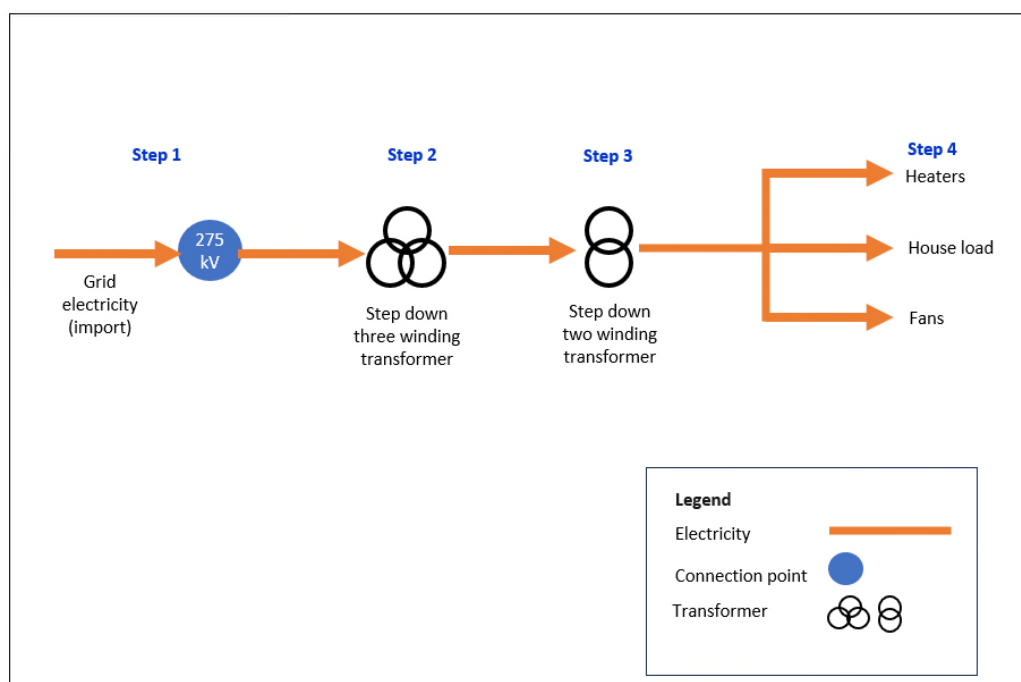 Step 1
Step 2
Step 3
Step 4
Heaters
275
kV
House load
Grid
electricity
(import)
Step down
three winding
transformer
Step down
two winding
transformer
Fans
Legend
Electricity
Connection point
Transformer